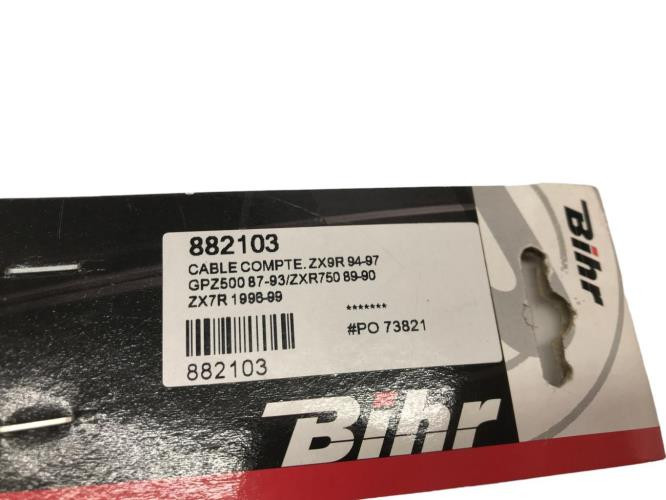 882103
CABLE COMPTE. ZX9R 94-97
GPZ500 87-93/ZXR750 89-90
ZX7R 1996-99
*******
#PO 73821
882103
Bihr
Bihr